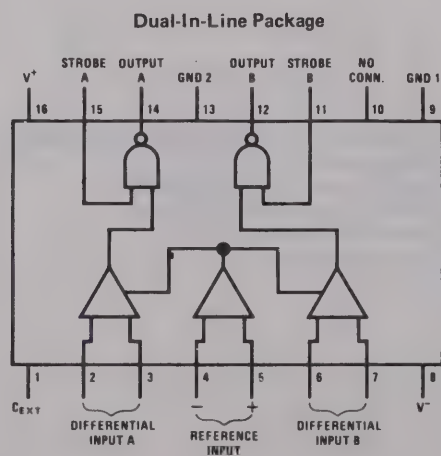 Dual-In-Line Package
STROBE OUTPUT OUTPUT STROBE NO
V+ A A GND 2 B B CONN. GND 1
16 15 14 13 12 11 10 9
1 2 3 4 5 6 7 8
CEXT − + V−
DIFFERENTIAL REFERENCE DIFFERENTIAL
INPUT A INPUT INPUT B